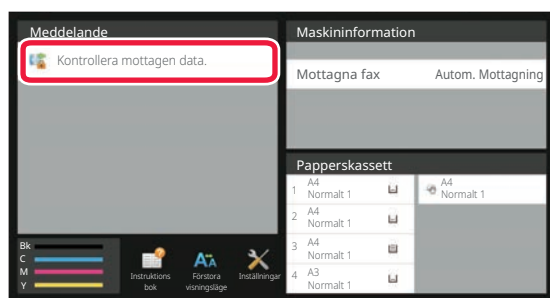 Meddelande
Kontrollera mottagen data.
Maskininformation
Mottagna fax Autom. Mottagning
Papperskassett
1 A4
Normalt 1
A4
Normalt 1
2 A4
Normalt 1
3 A4
Normalt 1
4 A3
Normalt 1
Bk
C
M
Y
Instruktions
bok
Förstora
visningsläge
Inställningar